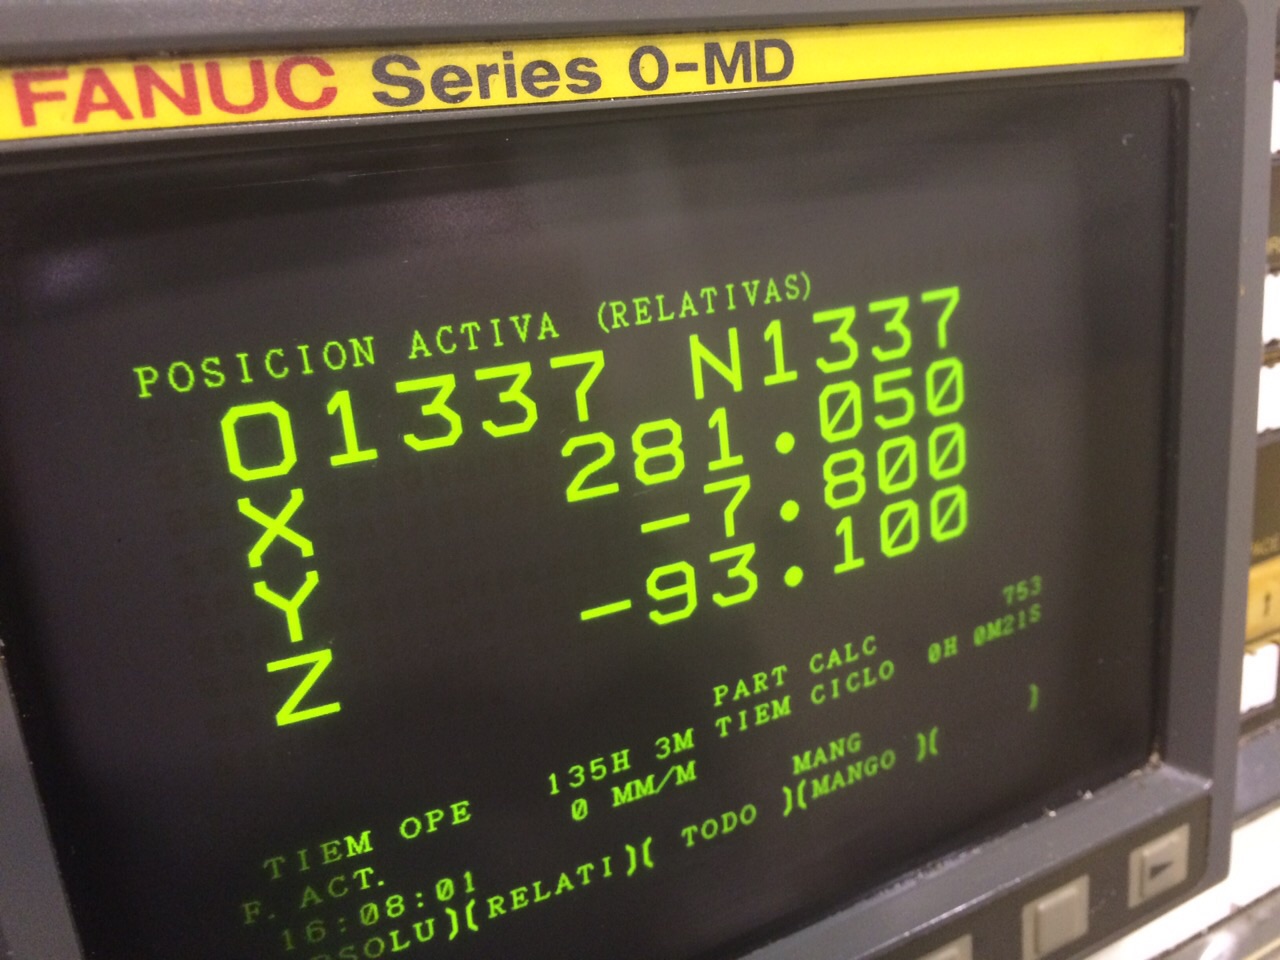 FANUC Series 0-MD
POSICION ACTIVA (RELATIVAS)
O1337 N1337
X 281.050
Y -7.800
Z -93.100
PART CALC 753
TIEM OPE 135H 3M TIEM CICLO 0H 0M21S
F. ACT. 0 MM/M
16:08:01 MANG
SOLU)(RELATI)( TODO )(MANGO )( )